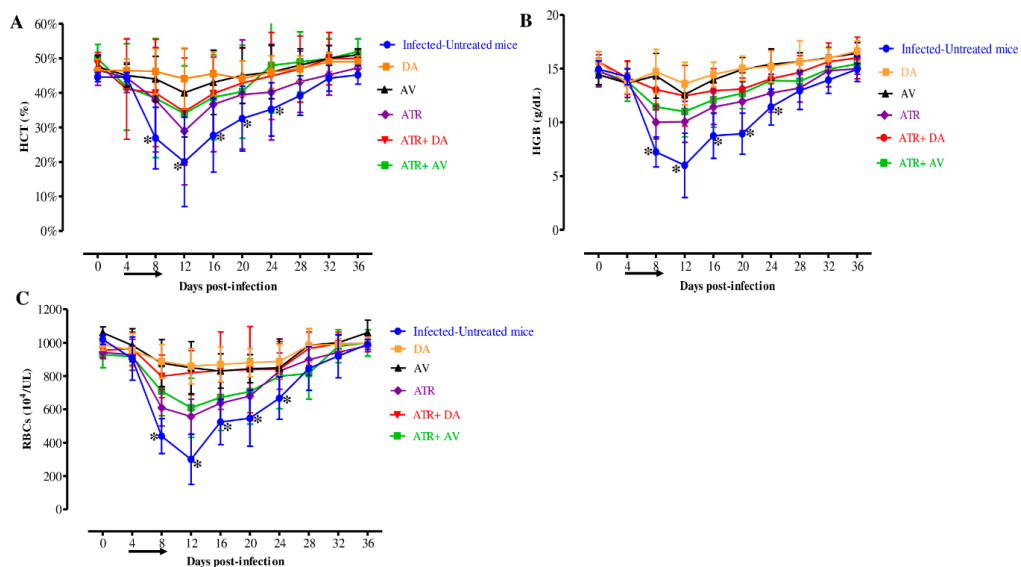 A
60%
50%
40%
30%
20%
10%
0%
HCT (%)
*
*
*
*
*
0 4 8 12 16 20 24 28 32 36
Days post-infection
Infected-Untreated mice
DA
AV
ATR
ATR+ DA
ATR+ AV
B
20
15
10
5
0
HGB (g/dL)
*
*
*
*
*
0 4 8 12 16 20 24 28 32 36
Days post-infection
Infected-Untreated mice
DA
AV
ATR
ATR+ DA
ATR+ AV
C
1200
1000
800
600
400
200
0
RBCs (10⁴/UL)
*
*
*
*
*
0 4 8 12 16 20 24 28 32 36
Days post-infection
Infected-Untreated mice
DA
AV
ATR
ATR+ DA
ATR+ AV